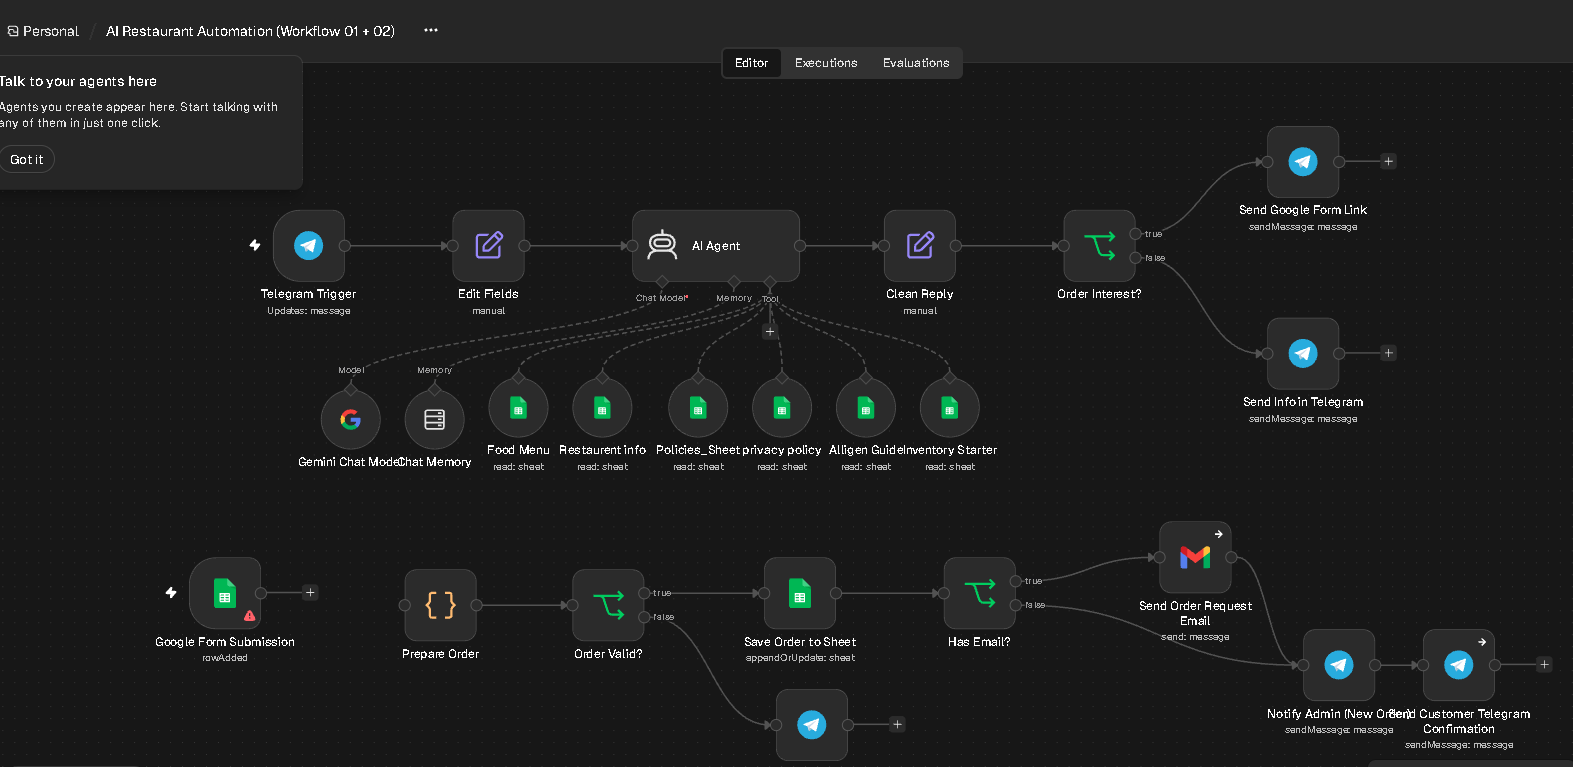 Personal / AI Restaurant Automation (Workflow 01 + 02) ...
Editor Executions Evaluations
Talk to your agents here
Agents you create appear here. Start talking with
any of them in just one click.
Got it
Telegram Trigger
Updates: message
Edit Fields
manual
AI Agent
Chat Model*
Memory
Tool
Clean Reply
manual
Order Interest?
true
false
Send Google Form Link
sendMessage: message
Send Info in Telegram
sendMessage: message
Model
Memory
Gemini Chat Model
Chat Memory
Food Menu
read: sheet
Restaurent info
read: sheet
Policies_Sheet
read: sheet
privacy policy
read: sheet
Alligen Guide
read: sheet
Inventory Starter
read: sheet
Google Form Submission
rowAdded
{}
Prepare Order
Order Valid?
true
false
Save Order to Sheet
appendOrUpdate: sheet
Has Email?
true
false
Send Order Request
Email
send: message
Notify Admin (New Order)
sendMessage: message
Send Customer Telegram
Confirmation
sendMessage: message